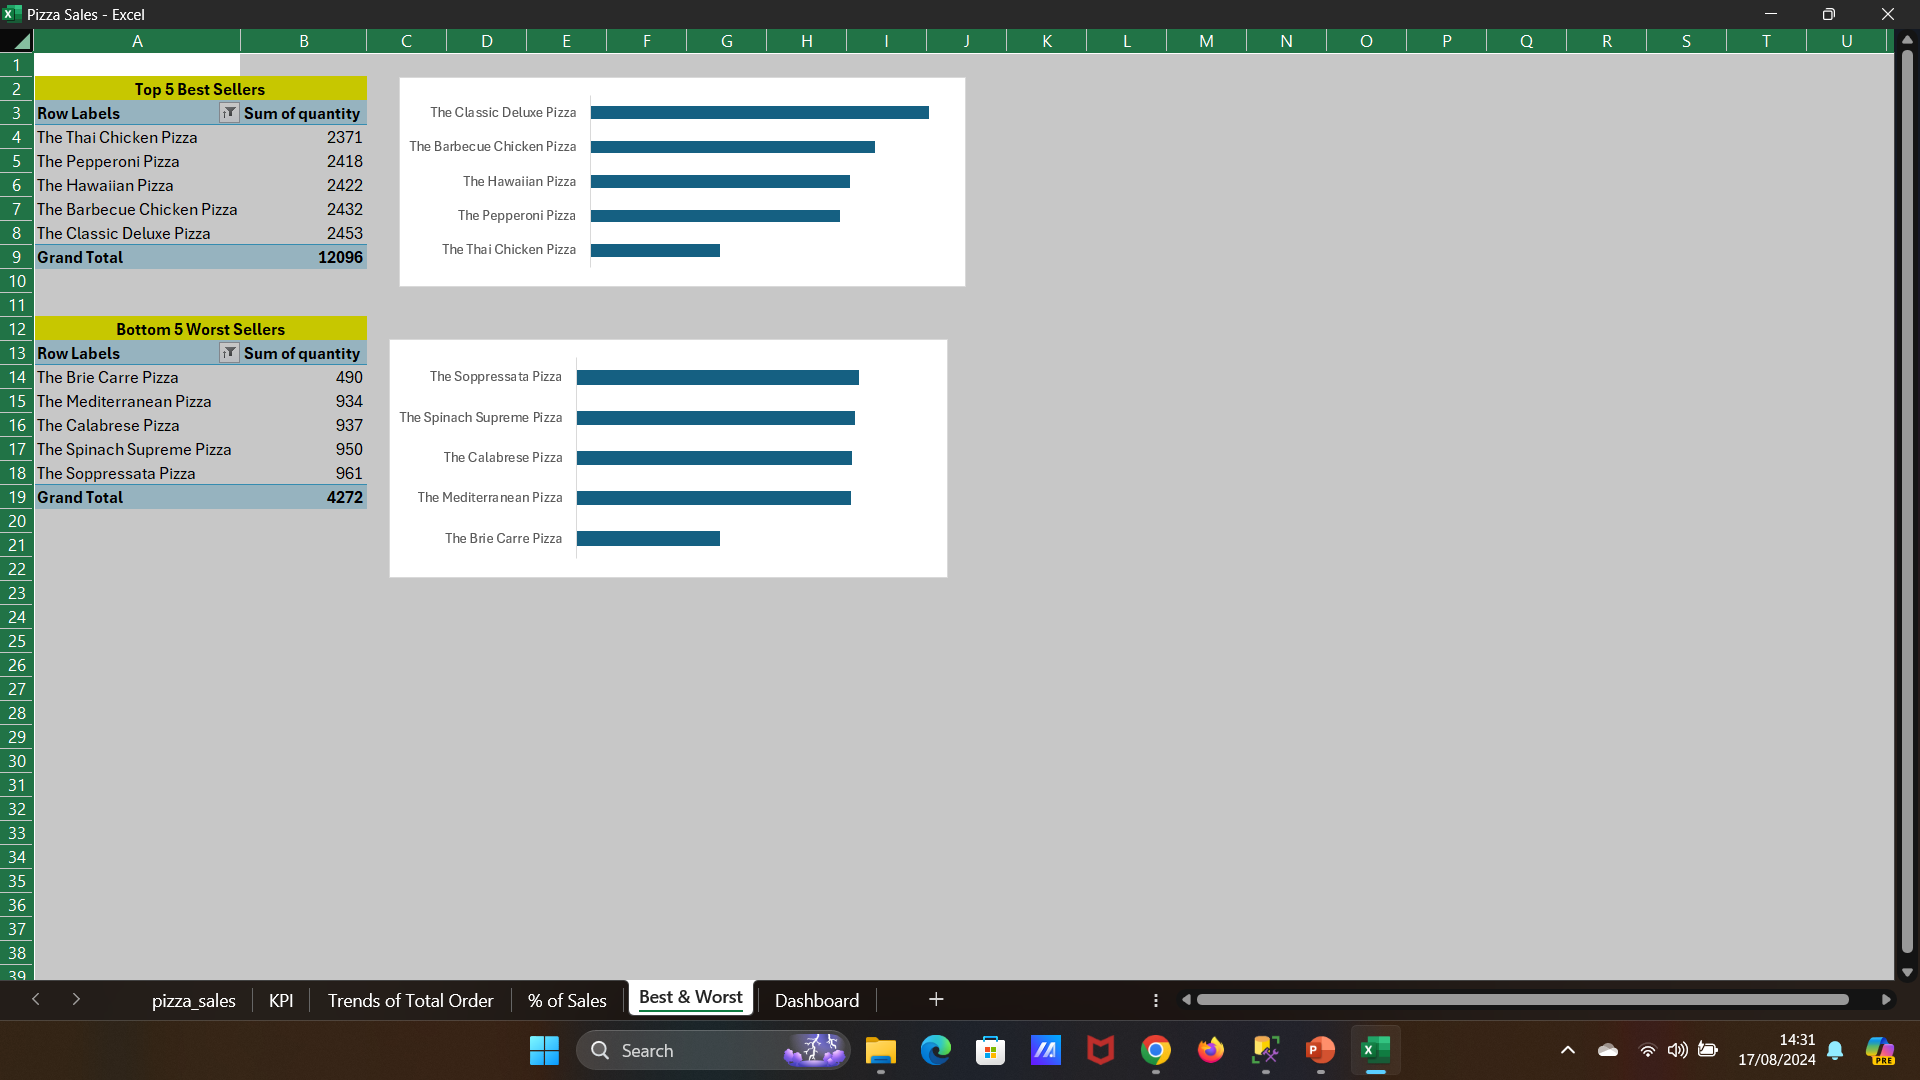 Pizza Sales - Excel
A B C D E F G H I J K L M N O P Q R S T U
1
2 Top 5 Best Sellers
3 Row Labels Sum of quantity
4 The Thai Chicken Pizza 2371
5 The Pepperoni Pizza 2418
6 The Hawaiian Pizza 2422
7 The Barbecue Chicken Pizza 2432
8 The Classic Deluxe Pizza 2453
9 Grand Total 12096
10
11
12 Bottom 5 Worst Sellers
13 Row Labels Sum of quantity
14 The Brie Carre Pizza 490
15 The Mediterranean Pizza 934
16 The Calabrese Pizza 937
17 The Spinach Supreme Pizza 950
18 The Soppressata Pizza 961
19 Grand Total 4272
20
21
22
23
24
25
26
27
28
29
30
31
32
33
34
35
36
37
38
39
The Classic Deluxe Pizza
The Barbecue Chicken Pizza
The Hawaiian Pizza
The Pepperoni Pizza
The Thai Chicken Pizza
The Soppressata Pizza
The Spinach Supreme Pizza
The Calabrese Pizza
The Mediterranean Pizza
The Brie Carre Pizza
pizza_sales KPI Trends of Total Order % of Sales Best & Worst Dashboard
Search
14:31
17/08/2024
PRE